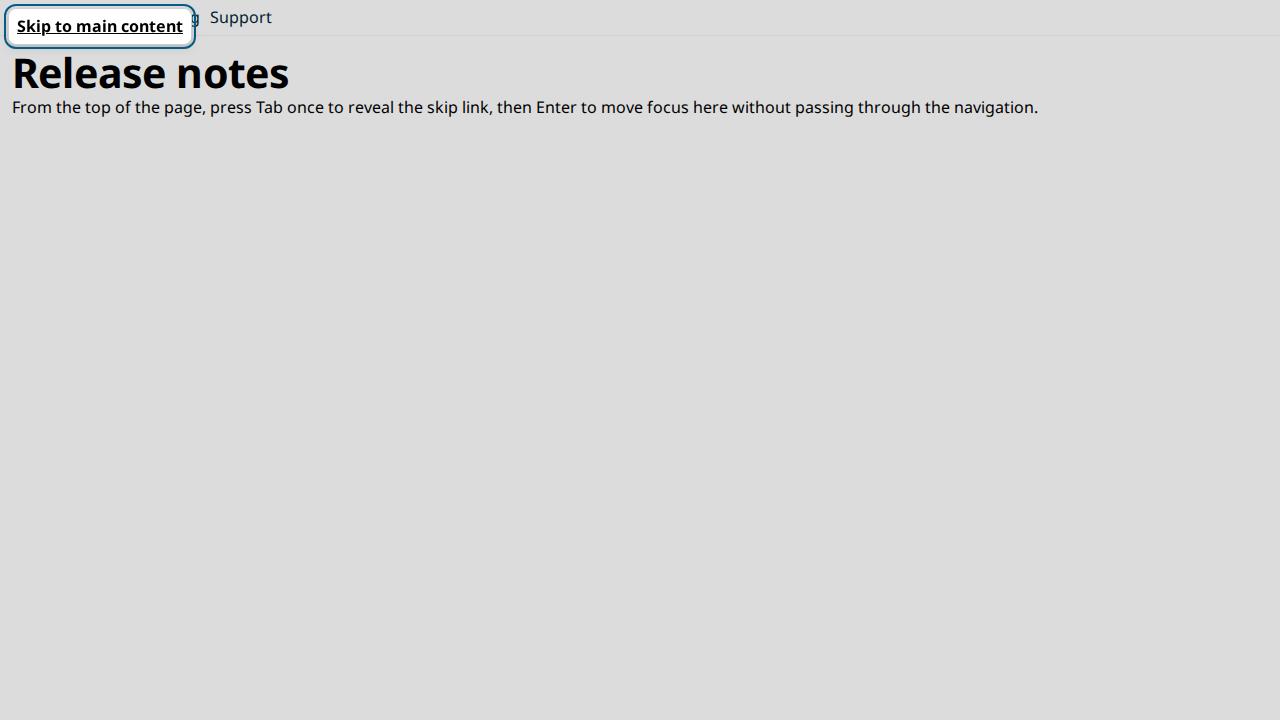 Skip to main content
Support
Release notes
From the top of the page, press Tab once to reveal the skip link, then Enter to move focus here without passing through the navigation.